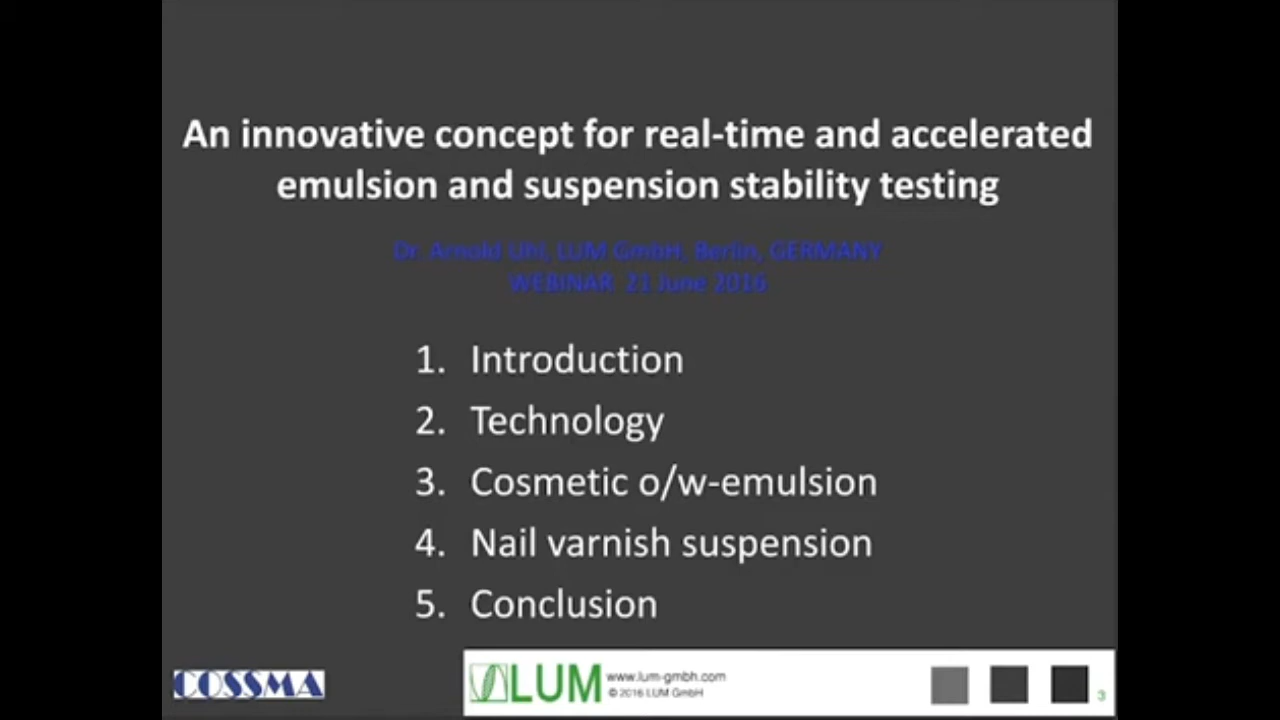 An innovative concept for real-time and accelerated
emulsion and suspension stability testing
Dr. Arnold Uhl, LUM GmbH, Berlin, GERMANY
WEBINAR 21 June 2016
1. Introduction
2. Technology
3. Cosmetic o/w-emulsion
4. Nail varnish suspension
5. Conclusion
COSSMA
LUM
www.lum-gmbh.com
© 2016 LUM GmbH
3